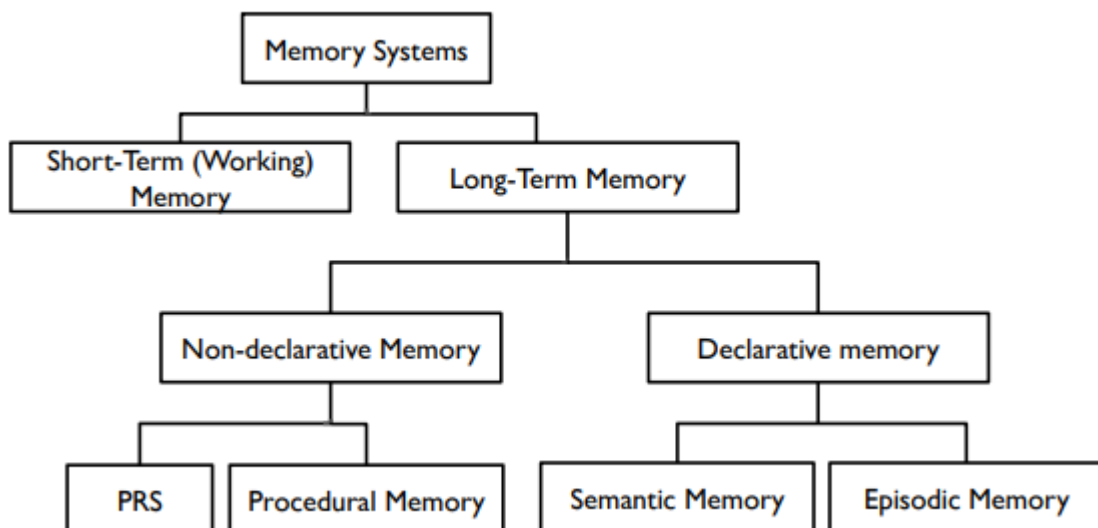 Memory Systems
Short-Term (Working)
Memory
Long-Term Memory
Non-declarative Memory
Declarative memory
PRS
Procedural Memory
Semantic Memory
Episodic Memory